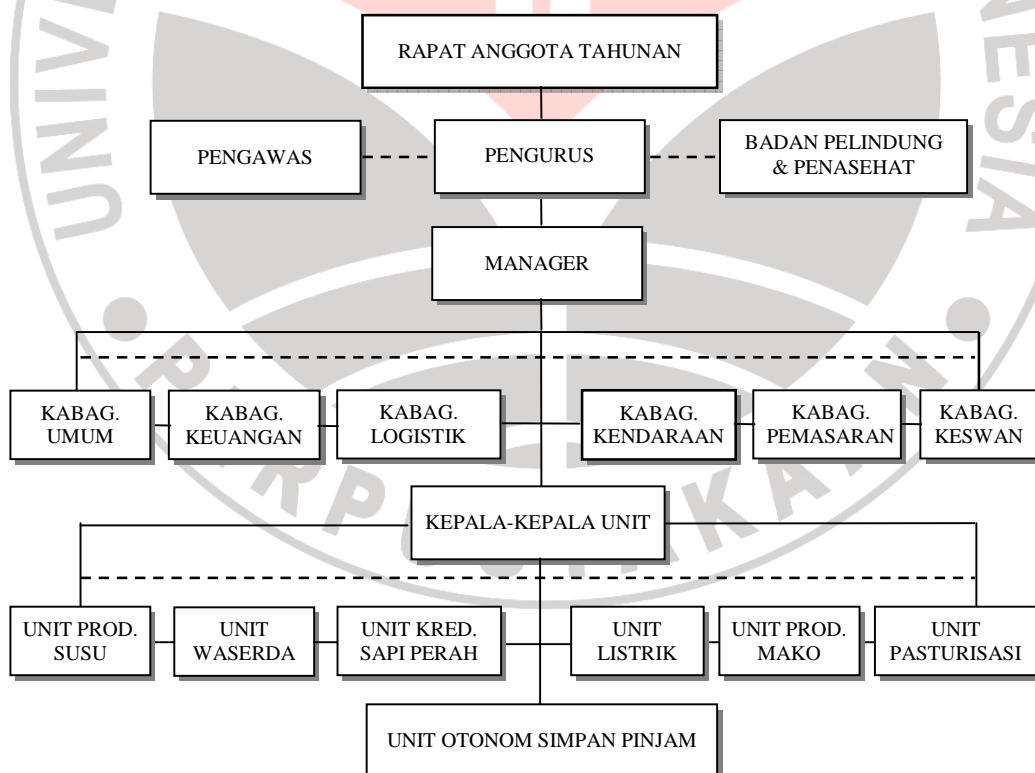 RAPAT ANGGOTA TAHUNAN
PENGAWAS
PENGURUS
BADAN PELINDUNG
& PENASEHAT
MANAGER
KABAG.
UMUM
KABAG.
KEUANGAN
KABAG.
LOGISTIK
KABAG.
KENDARAAN
KABAG.
PEMASARAN
KABAG.
KESWAN
KEPALA-KEPALA UNIT
UNIT PROD.
SUSU
UNIT
WASERDA
UNIT KRED.
SAPI PERAH
UNIT
LISTRIK
UNIT PROD.
MAKO
UNIT
PASTURISASI
UNIT OTONOM SIMPAN PINJAM
PERPUSTAKAAN